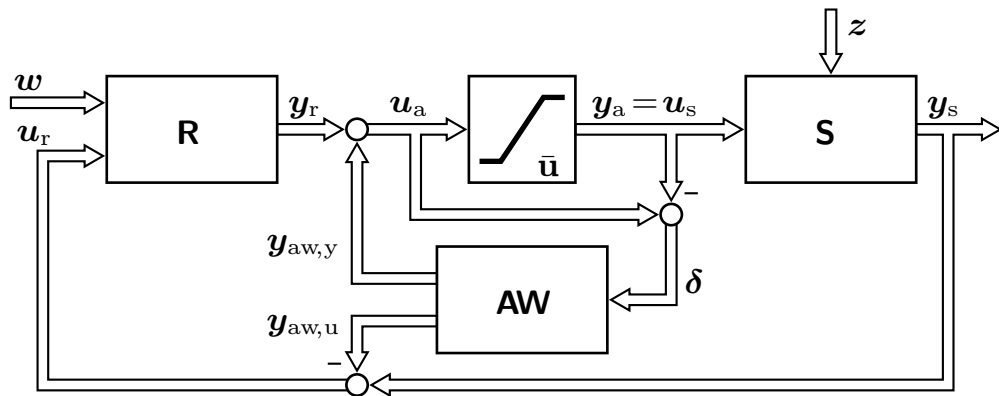 z
w
u_r
R
y_r
u_a
ū
y_a = u_s
S
y_s
–
y_aw,y
AW
δ
y_aw,u
–